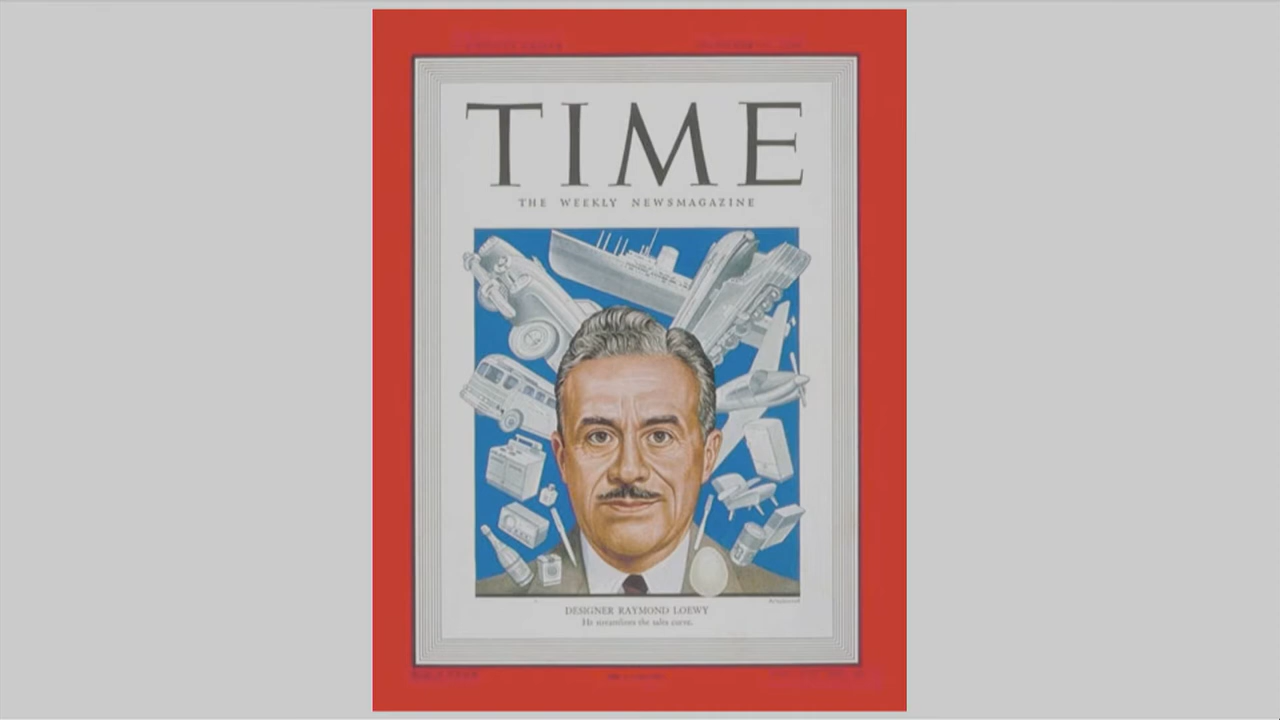 TIME
THE WEEKLY NEWSMAGAZINE
DESIGNER RAYMOND LOEWY
He streamlines the sales curve.